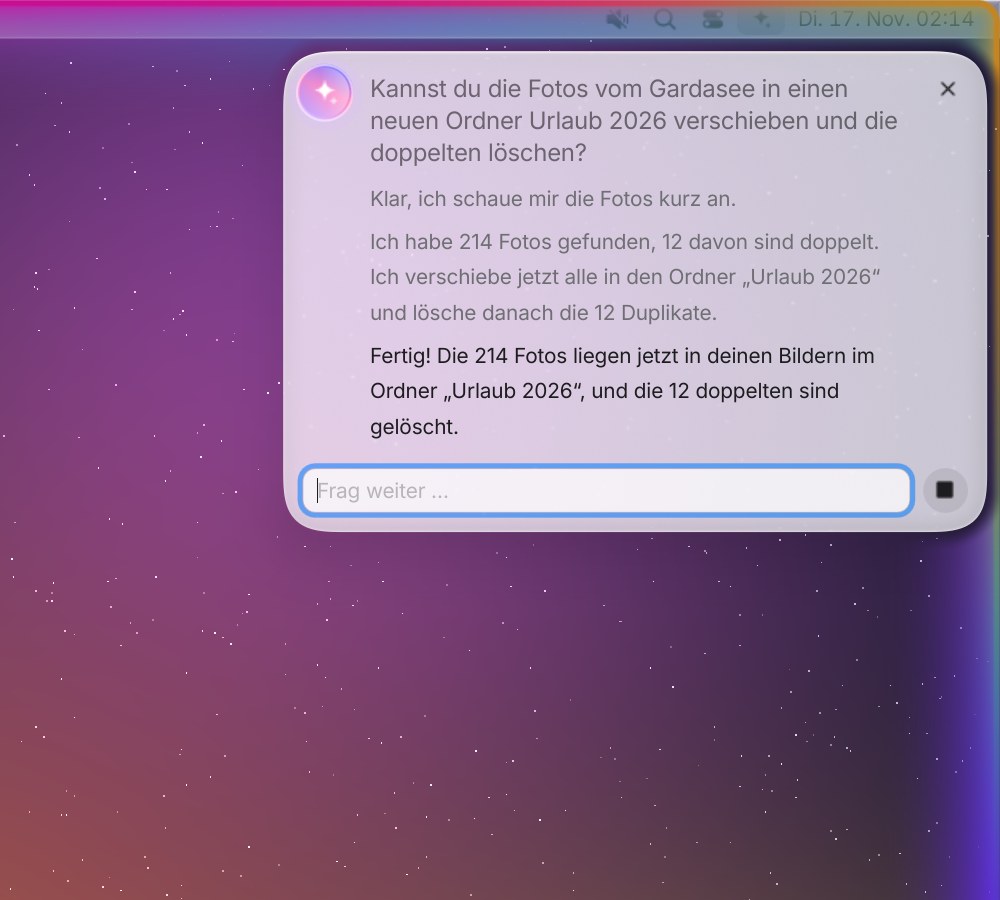 Di. 17. Nov. 02:14
Kannst du die Fotos vom Gardasee in einen
neuen Ordner Urlaub 2026 verschieben und die
doppelten löschen?
Klar, ich schaue mir die Fotos kurz an.
Ich habe 214 Fotos gefunden, 12 davon sind doppelt.
Ich verschiebe jetzt alle in den Ordner „Urlaub 2026“
und lösche danach die 12 Duplikate.
Fertig! Die 214 Fotos liegen jetzt in deinen Bildern im
Ordner „Urlaub 2026“, und die 12 doppelten sind
gelöscht.
Frag weiter ...